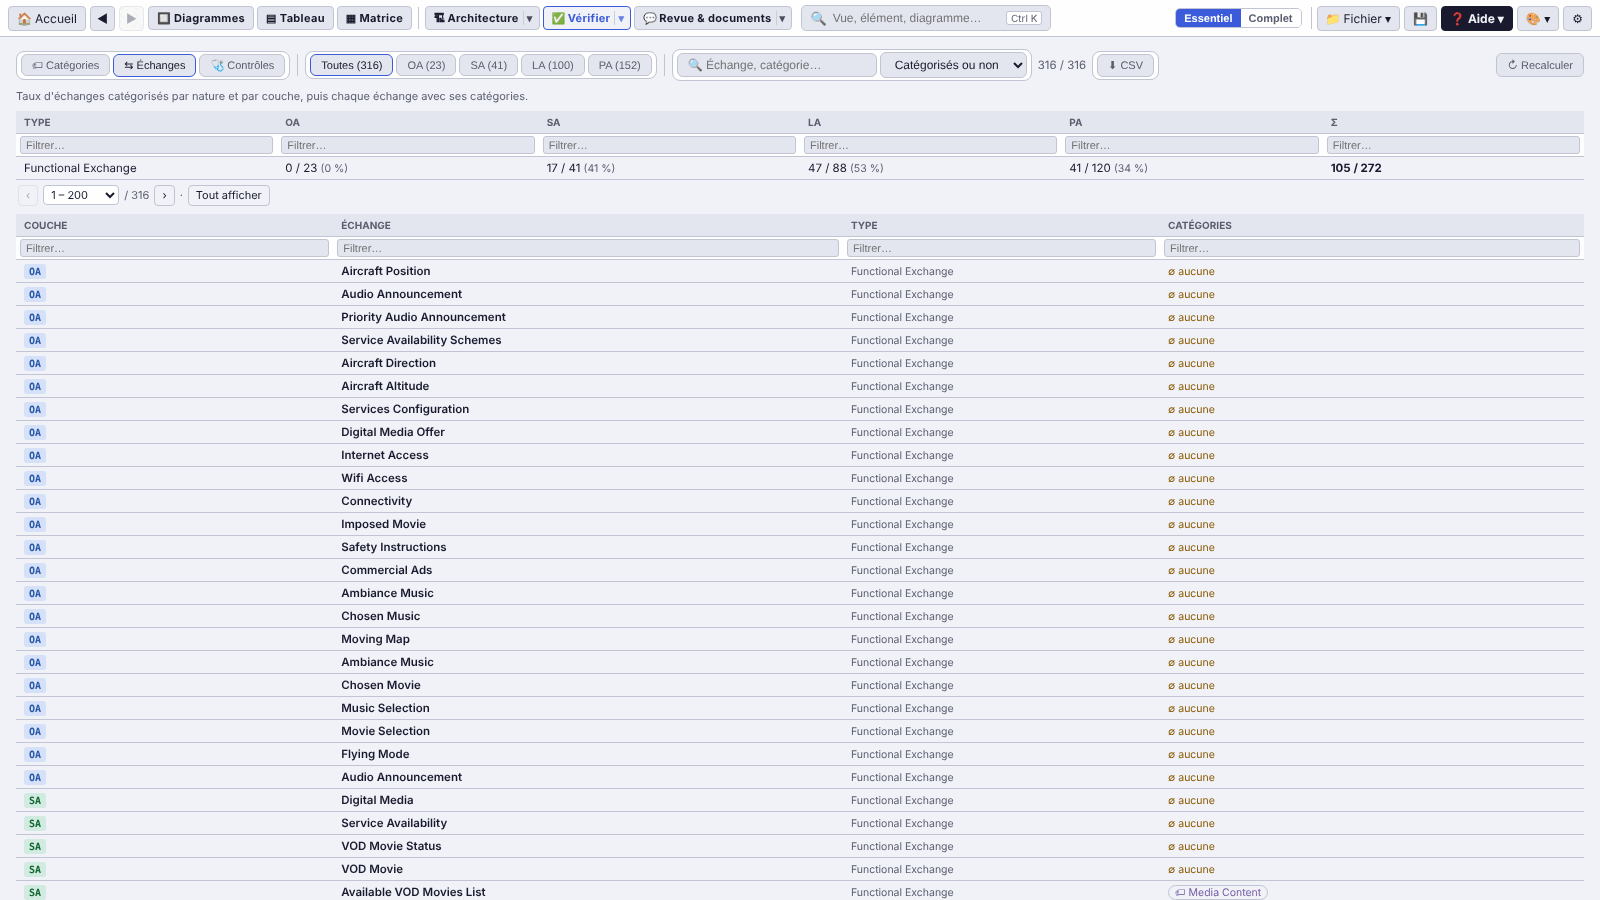 🏠 Accueil ◀ ▶ 🔲 Diagrammes ▤ Tableau ▦ Matrice 🏗 Architecture ▾ ✅ Vérifier ▾ 💬 Revue & documents ▾ 🔍 Vue, élément, diagramme… Ctrl K Essentiel Complet 📁 Fichier ▾ 💾 ❓ Aide ▾ 🎨 ▾ ⚙
🏷 Catégories ⇆ Échanges 🩺 Contrôles Toutes (316) OA (23) SA (41) LA (100) PA (152) 🔍 Échange, catégorie… Catégorisés ou non 316 / 316 ⬇ CSV ↻ Recalculer
Taux d'échanges catégorisés par nature et par couche, puis chaque échange avec ses catégories.
TYPE OA SA LA PA Σ
Filtrer… Filtrer… Filtrer… Filtrer… Filtrer… Filtrer…
Functional Exchange 0 / 23 (0 %) 17 / 41 (41 %) 47 / 88 (53 %) 41 / 120 (34 %) 105 / 272
‹ 1 – 200 / 316 › · Tout afficher
COUCHE ÉCHANGE TYPE CATÉGORIES
Filtrer… Filtrer… Filtrer… Filtrer…
OA Aircraft Position Functional Exchange ∅ aucune
OA Audio Announcement Functional Exchange ∅ aucune
OA Priority Audio Announcement Functional Exchange ∅ aucune
OA Service Availability Schemes Functional Exchange ∅ aucune
OA Aircraft Direction Functional Exchange ∅ aucune
OA Aircraft Altitude Functional Exchange ∅ aucune
OA Services Configuration Functional Exchange ∅ aucune
OA Digital Media Offer Functional Exchange ∅ aucune
OA Internet Access Functional Exchange ∅ aucune
OA Wifi Access Functional Exchange ∅ aucune
OA Connectivity Functional Exchange ∅ aucune
OA Imposed Movie Functional Exchange ∅ aucune
OA Safety Instructions Functional Exchange ∅ aucune
OA Commercial Ads Functional Exchange ∅ aucune
OA Ambiance Music Functional Exchange ∅ aucune
OA Chosen Music Functional Exchange ∅ aucune
OA Moving Map Functional Exchange ∅ aucune
OA Ambiance Music Functional Exchange ∅ aucune
OA Chosen Movie Functional Exchange ∅ aucune
OA Music Selection Functional Exchange ∅ aucune
OA Movie Selection Functional Exchange ∅ aucune
OA Flying Mode Functional Exchange ∅ aucune
OA Audio Announcement Functional Exchange ∅ aucune
SA Digital Media Functional Exchange ∅ aucune
SA Service Availability Functional Exchange ∅ aucune
SA VOD Movie Status Functional Exchange ∅ aucune
SA VOD Movie Functional Exchange ∅ aucune
SA Available VOD Movies List Functional Exchange 🏷 Media Content